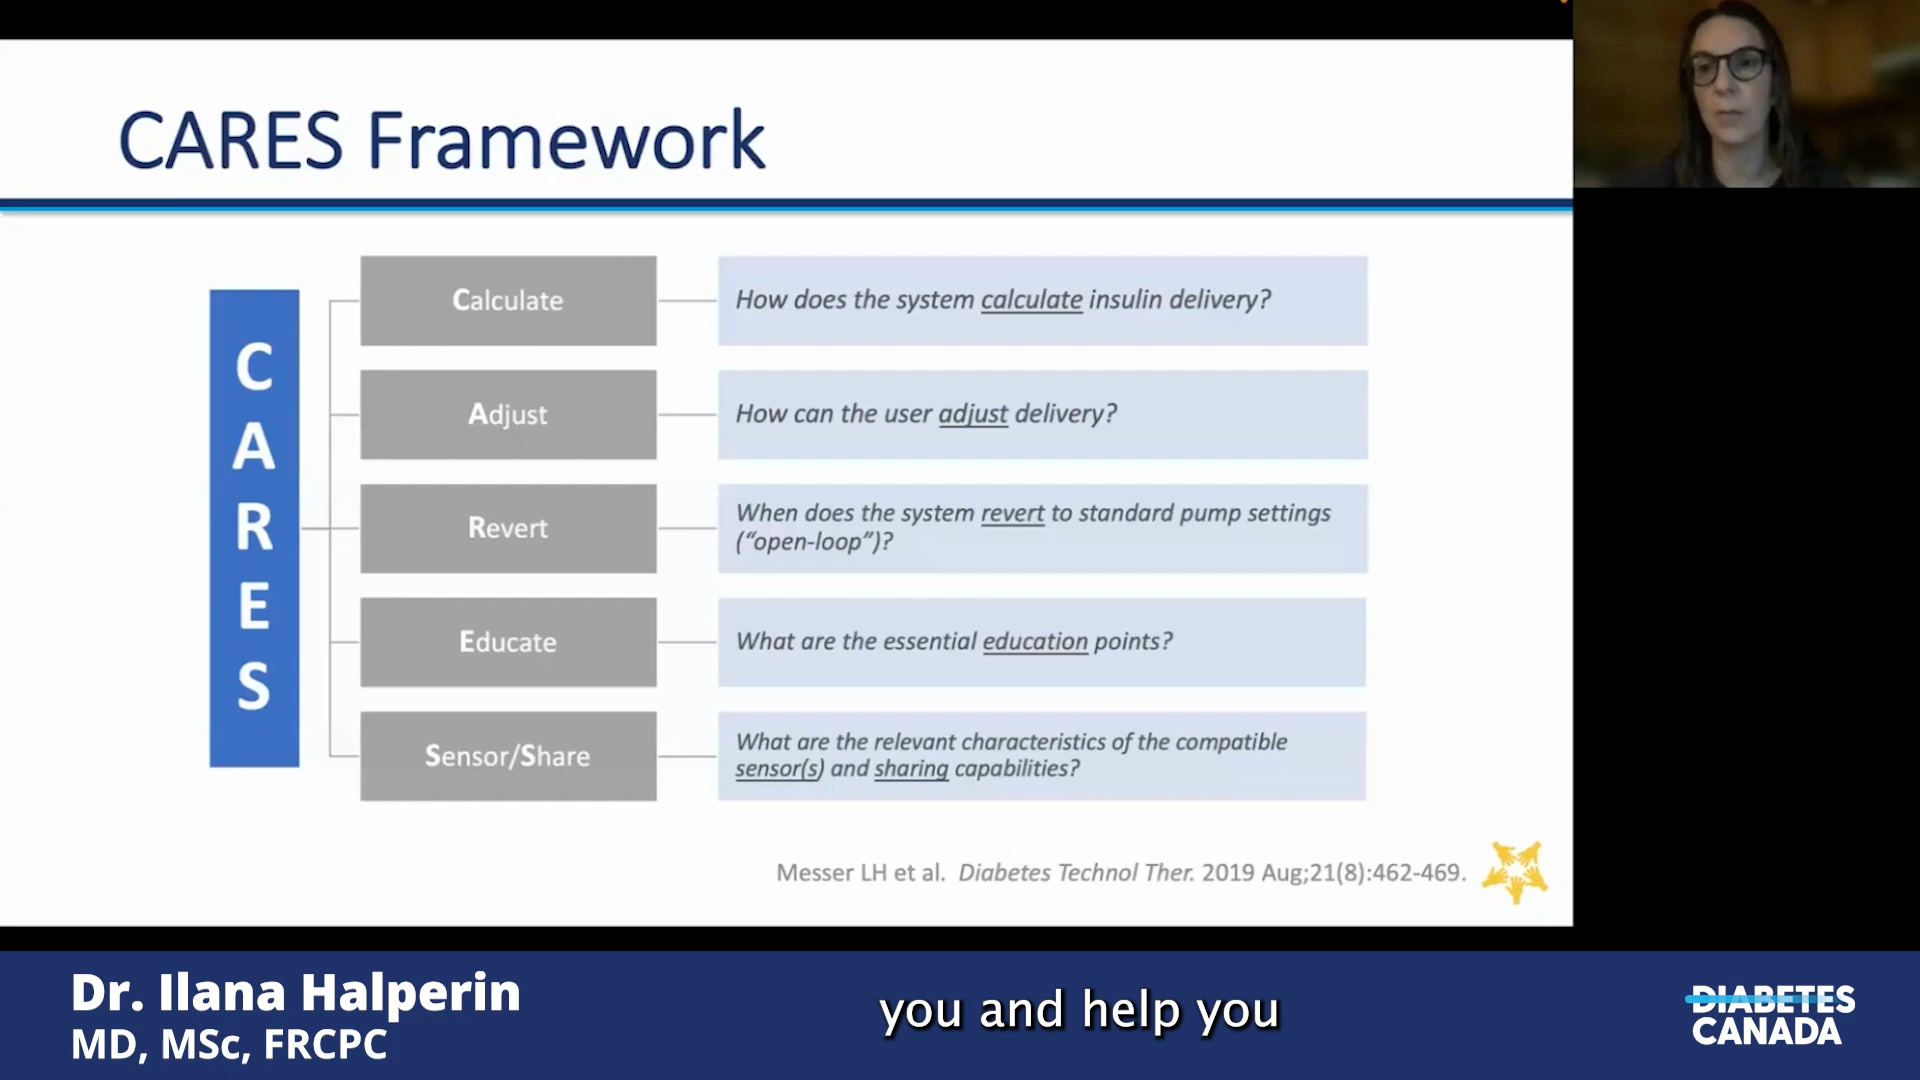 CARES Framework
C
A
R
E
S
Calculate
How does the system calculate insulin delivery?
Adjust
How can the user adjust delivery?
Revert
When does the system revert to standard pump settings
(“open-loop”)?
Educate
What are the essential education points?
Sensor/Share
What are the relevant characteristics of the compatible
sensor(s) and sharing capabilities?
Messer LH et al. Diabetes Technol Ther. 2019 Aug;21(8):462-469.
Dr. Ilana Halperin
MD, MSc, FRCPC
you and help you
DIABETES
CANADA